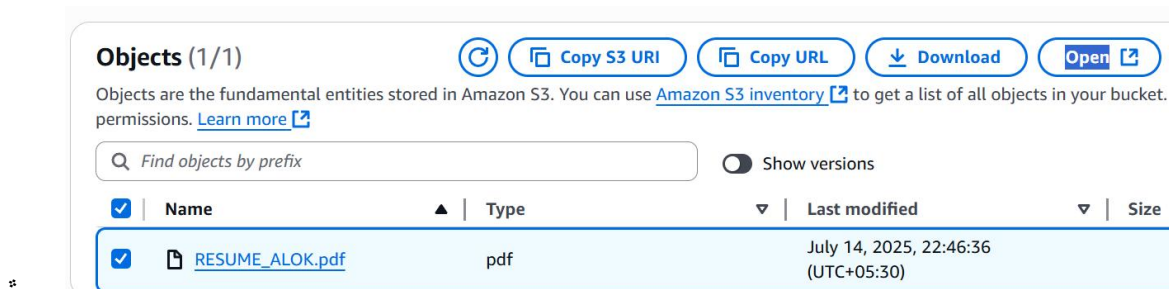 Objects (1/1) Copy S3 URI Copy URL Download Open
Objects are the fundamental entities stored in Amazon S3. You can use Amazon S3 inventory to get a list of all objects in your bucket.
permissions. Learn more
Find objects by prefix Show versions
Name Type Last modified Size
RESUME_ALOK.pdf pdf July 14, 2025, 22:46:36
(UTC+05:30)